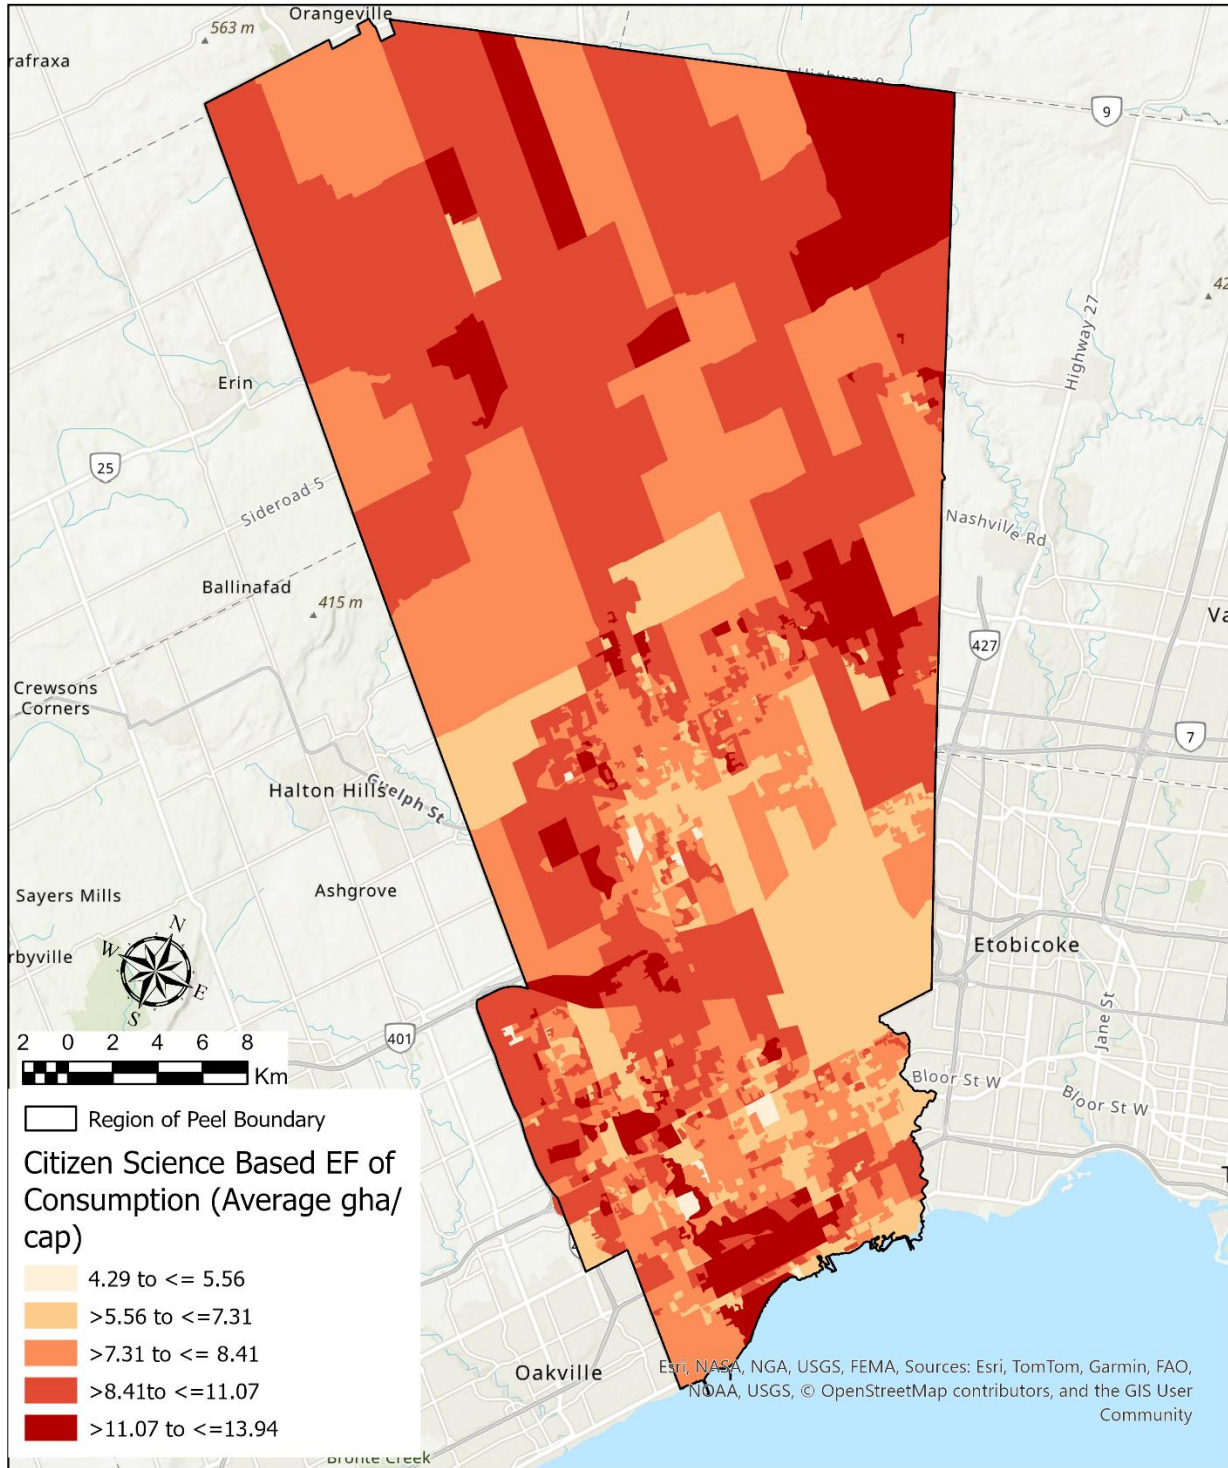 Orangeville
563 m
rafraxa
9
Highway 27
Erin
25
Sideroad 5
Nashville Rd
Ballinafad
415 m
Va
427
Crewsons
Corners
7
Halton Hills
Guelph St
Ashgrove
Sayers Mills
N
W
E
S
rbyville
Etobicoke
Jane St
401
2 0 2 4 6 8
Km
Bloor St W
Bloor St W
Region of Peel Boundary
Citizen Science Based EF of
Consumption (Average gha/
cap)
4.29 to <= 5.56
>5.56 to <=7.31
>7.31 to <= 8.41
>8.41to <=11.07
>11.07 to <=13.94
Oakville
Esri, NASA, NGA, USGS, FEMA, Sources: Esri, TomTom, Garmin, FAO,
NOAA, USGS, © OpenStreetMap contributors, and the GIS User
Community
Bronte Creek